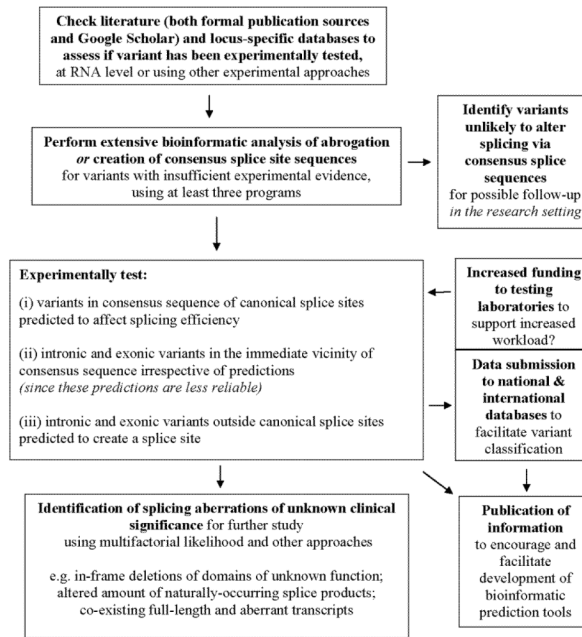 Check literature (both formal publication sources
and Google Scholar) and locus-specific databases to
assess if variant has been experimentally tested,
at RNA level or using other experimental approaches
Perform extensive bioinformatic analysis of abrogation
or creation of consensus splice site sequences
for variants with insufficient experimental evidence,
using at least three programs
Identify variants
unlikely to alter
splicing via
consensus splice
sequences
for possible follow-up
in the research setting
Experimentally test:
(i) variants in consensus sequence of canonical splice sites
predicted to affect splicing efficiency
(ii) intronic and exonic variants in the immediate vicinity of
consensus sequence irrespective of predictions
(since these predictions are less reliable)
(iii) intronic and exonic variants outside canonical splice sites
predicted to create a splice site
Increased funding
to testing
laboratories to
support increased
workload?
Data submission
to national &
international
databases to
facilitate variant
classification
Identification of splicing aberrations of unknown clinical
significance for further study
using multifactorial likelihood and other approaches
e.g. in-frame deletions of domains of unknown function;
altered amount of naturally-occurring splice products;
co-existing full-length and aberrant transcripts
Publication of
information
to encourage and
facilitate
development of
bioinformatic
prediction tools